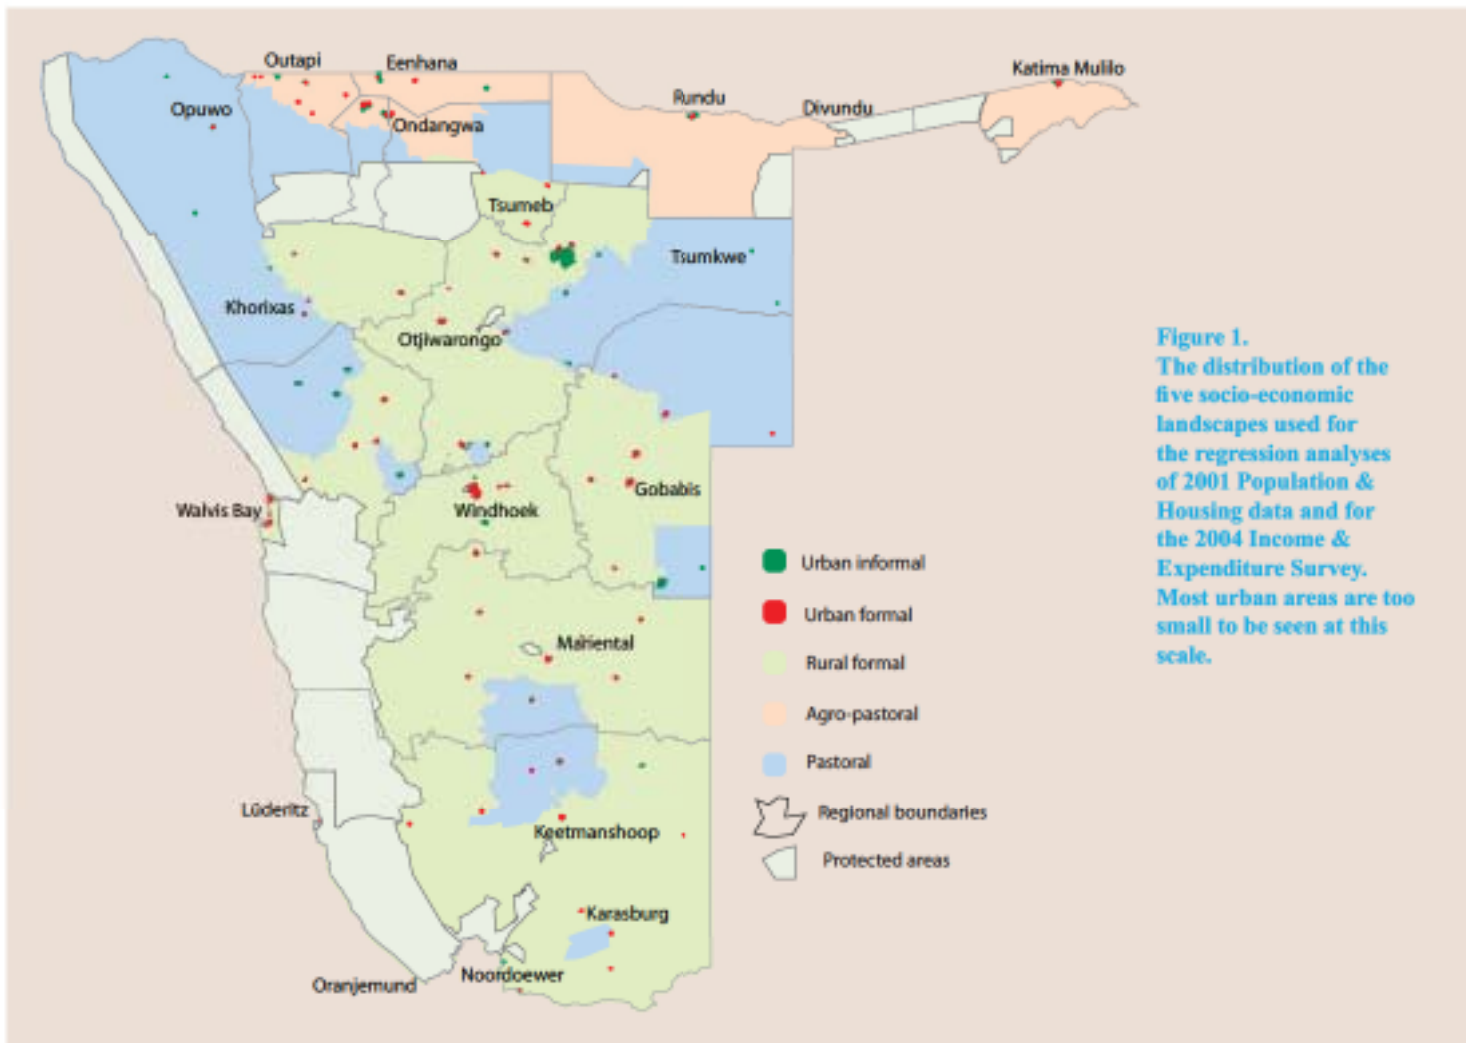 Outapi
Eenhana
Katima Mulilo
Opuwo
Rundu
Divundu
Ondangwa
Tsumeb
Tsumkwe
Khorixas
Otjiwarongo
Walvis Bay
Windhoek
Gobabis
Mariental
Lüderitz
Keetmanshoop
Karasburg
Noordoewer
Oranjemund
Urban informal
Urban formal
Rural formal
Agro-pastoral
Pastoral
Regional boundaries
Protected areas
Figure 1.
The distribution of the
five socio-economic
landscapes used for
the regression analyses
of 2001 Population &
Housing data and for
the 2004 Income &
Expenditure Survey.
Most urban areas are too
small to be seen at this
scale.